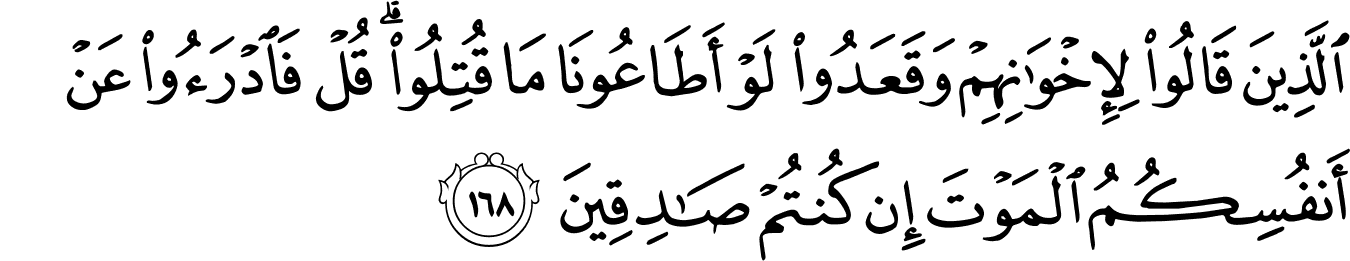 ٱلَّذِينَ قَالُوا۟ لِإِخْوَٰنِهِمْ وَقَعَدُوا۟ لَوْ أَطَاعُونَا مَا قُتِلُوا۟ ۗ قُلْ فَٱدْرَءُوا۟ عَنْ
أَنفُسِكُمُ ٱلْمَوْتَ إِن كُنتُمْ صَـٰدِقِينَ ١٦٨